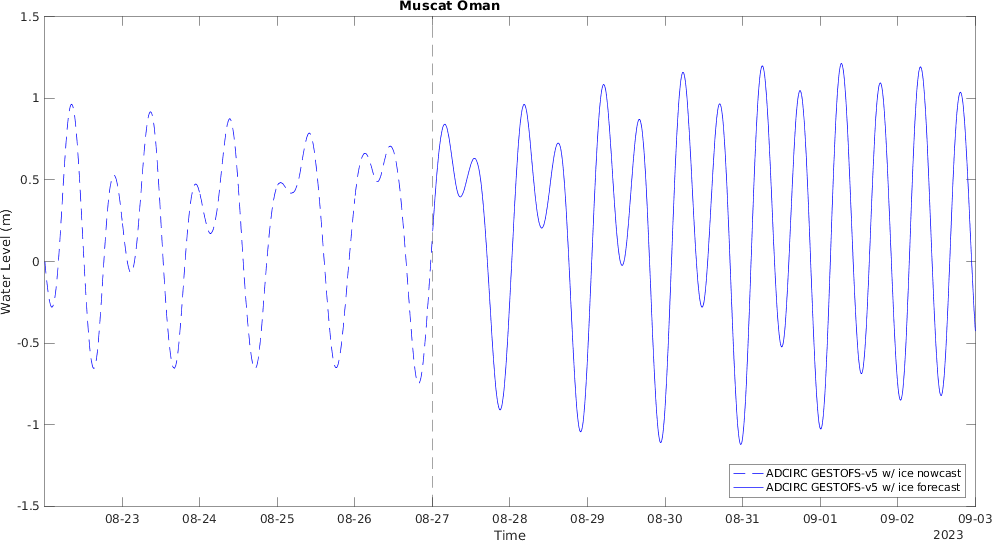 Muscat Oman
1.5
1
0.5
0
-0.5
-1
-1.5
Water Level (m)
ADCIRC GESTOFS-v5 w/ ice nowcast
ADCIRC GESTOFS-v5 w/ ice forecast
08-23 08-24 08-25 08-26 08-27 08-28 08-29 08-30 08-31 09-01 09-02 09-03
Time
2023